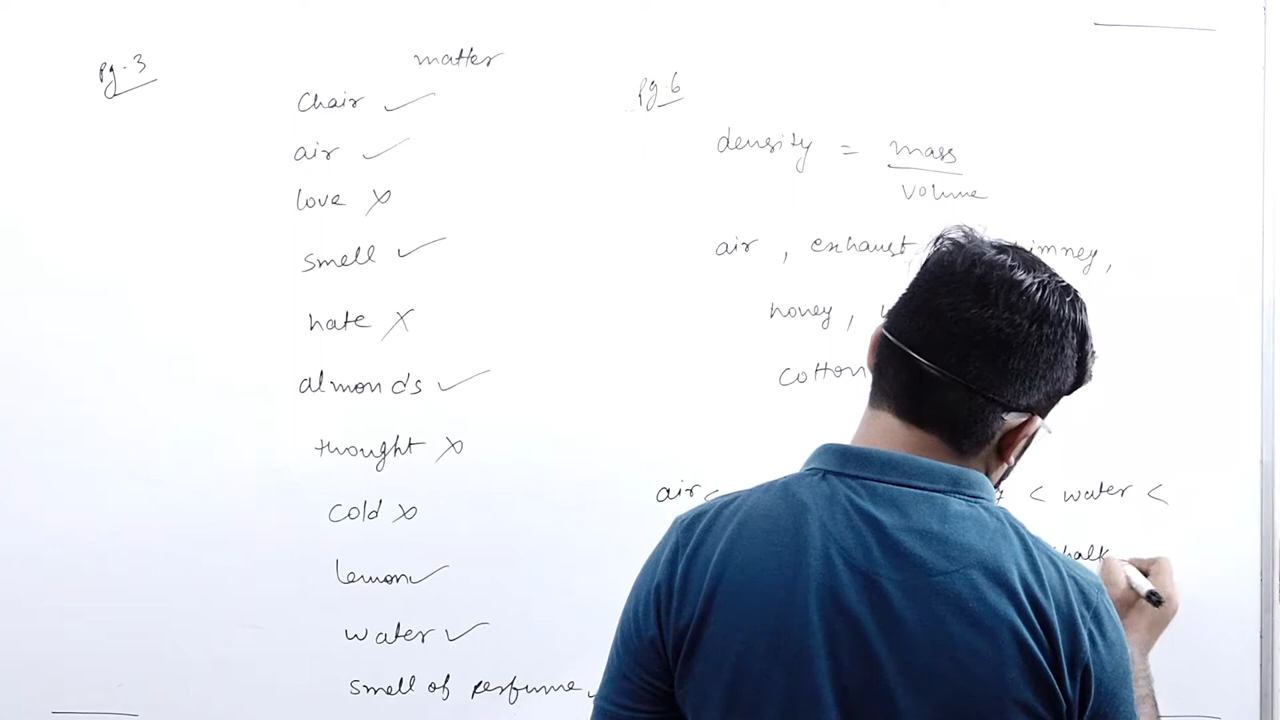 pg.3
matter
Chair ✓
air ✓
love ✗
smell ✓
hate ✗
almonds ✓
thought ✗
cold ✗
lemon ✓
water ✓
smell of perfume
pg.6
density = mass
volume
air , exhaust
honey ,
cotton
air < < water <